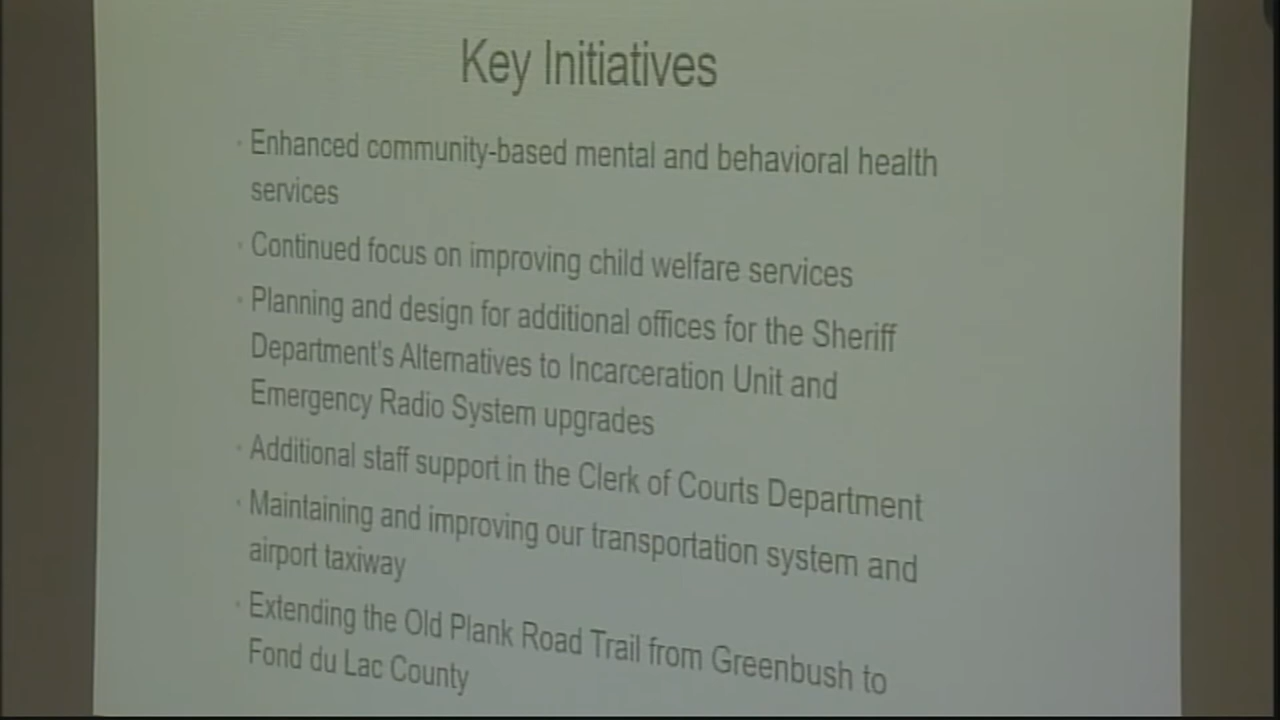 Key Initiatives
· Enhanced community-based mental and behavioral health
services
· Continued focus on improving child welfare services
· Planning and design for additional offices for the Sheriff
Department's Alternatives to Incarceration Unit and
Emergency Radio System upgrades
· Additional staff support in the Clerk of Courts Department
· Maintaining and improving our transportation system and
airport taxiway
· Extending the Old Plank Road Trail from Greenbush to
Fond du Lac County